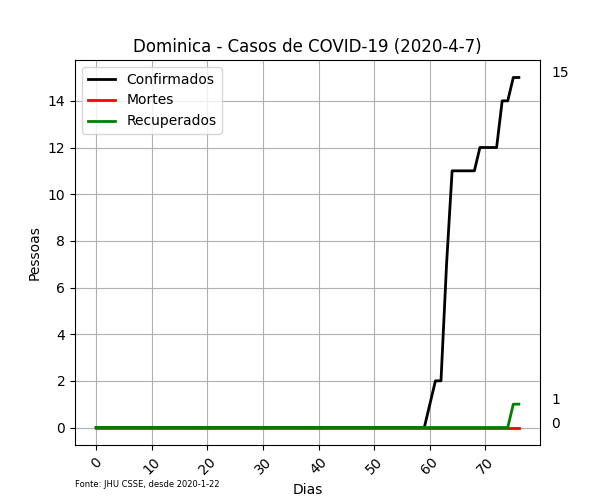 Dominica - Casos de COVID-19 (2020-4-7)
Confirmados
Mortes
Recuperados
15
14
12
10
8
6
4
2
0
1
0
Pessoas
0
10
20
30
40
50
60
70
Dias
Fonte: JHU CSSE, desde 2020-1-22